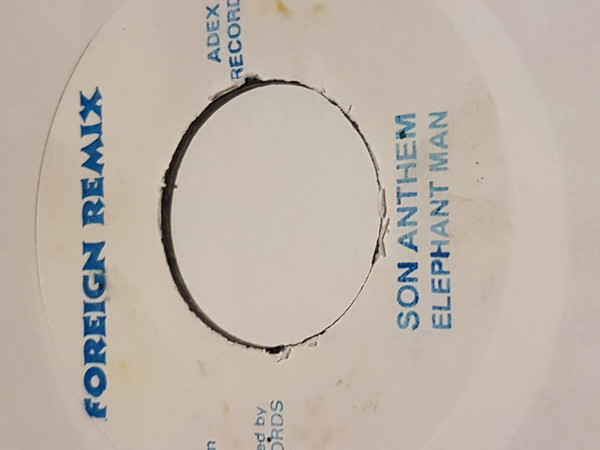 FOREIGN REMIX
ADEX
RECORD
ed by
ORDS
SON ANTHEM
ELEPHANT MAN